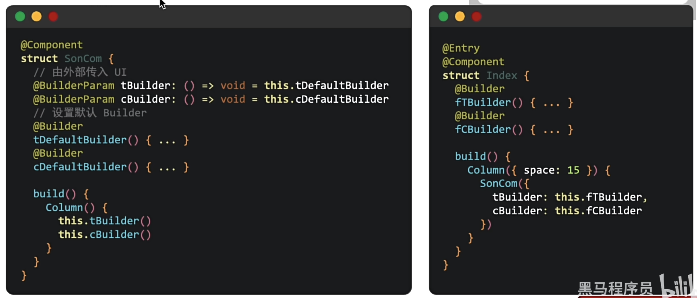 @Component
struct SonCom {
// 由外部传入 UI
@BuilderParam tBuilder: () => void = this.tDefaultBuilder
@BuilderParam cBuilder: () => void = this.cDefaultBuilder
// 设置默认 Builder
@Builder
tDefaultBuilder() { ... }
@Builder
cDefaultBuilder() { ... }
build() {
Column() {
this.tBuilder()
this.cBuilder()
}
}
}
@Entry
@Component
struct Index {
@Builder
fTBuilder() { ... }
@Builder
fCBuilder() { ... }
build() {
Column({ space: 15 }) {
SonCom({
tBuilder: this.fTBuilder,
cBuilder: this.fCBuilder
})
}
}
}
黑马程序员